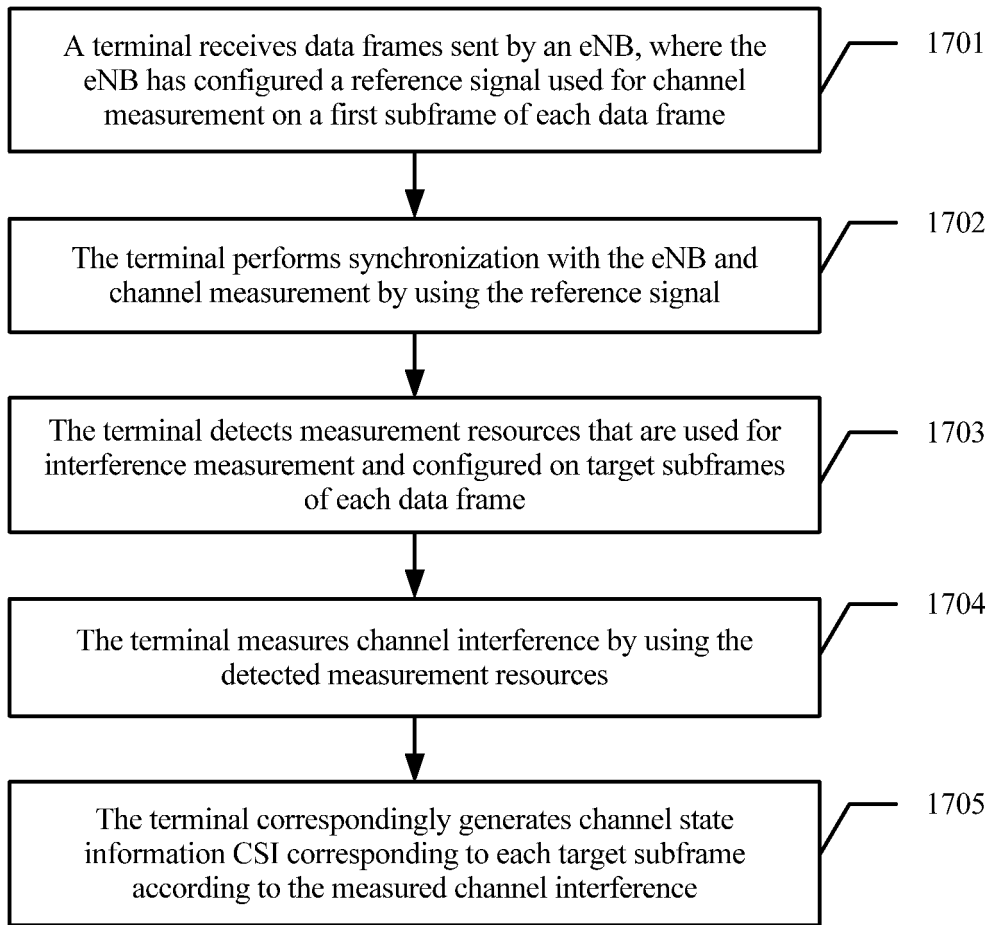 A terminal receives data frames sent by an eNB, where the
eNB has configured a reference signal used for channel
measurement on a first subframe of each data frame
1701
The terminal performs synchronization with the eNB and
channel measurement by using the reference signal
1702
The terminal detects measurement resources that are used for
interference measurement and configured on target subframes
of each data frame
1703
The terminal measures channel interference by using the
detected measurement resources
1704
The terminal correspondingly generates channel state
information CSI corresponding to each target subframe
according to the measured channel interference
1705